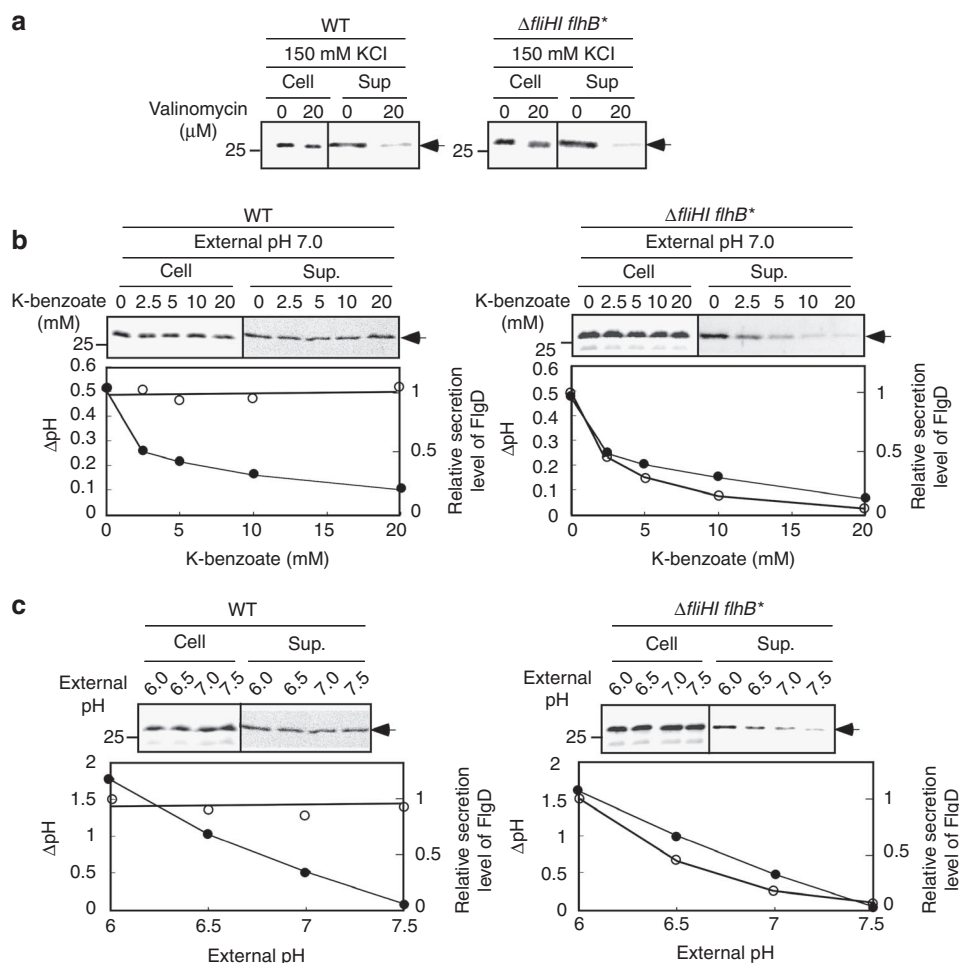 a
WT
ΔfliHI flhB*
150 mM KCl
150 mM KCl
Cell
Sup
Cell
Sup
Valinomycin
(μM)
0 20 0 20
0 20 0 20
25
25
b
WT
ΔfliHI flhB*
External pH 7.0
External pH 7.0
Cell
Sup.
Cell
Sup.
K-benzoate
(mM)
0 2.5 5 10 20 0 2.5 5 10 20
K-benzoate
(mM)
0 2.5 5 10 20 0 2.5 5 10 20
25
25
ΔpH
0.6
0.5
0.4
0.3
0.2
0.1
0
1
0.5
0
Relative secretion
level of FlgD
0 5 10 15 20
K-benzoate (mM)
ΔpH
0.6
0.5
0.4
0.3
0.2
0.1
0
1
0.5
0
Relative secretion
level of FlgD
0 5 10 15 20
K-benzoate (mM)
c
WT
ΔfliHI flhB*
Cell
Sup.
Cell
Sup.
External
pH
6.0 6.5 7.0 7.5 6.0 6.5 7.0 7.5
External
pH
6.0 6.5 7.0 7.5 6.0 6.5 7.0 7.5
25
25
ΔpH
2
1.5
1
0.5
0
1
0.5
0
Relative secretion
level of FlgD
6 6.5 7 7.5
External pH
ΔpH
2
1.5
1
0.5
0
1
0.5
0
Relative secretion
level of FlgD
6 6.5 7 7.5
External pH